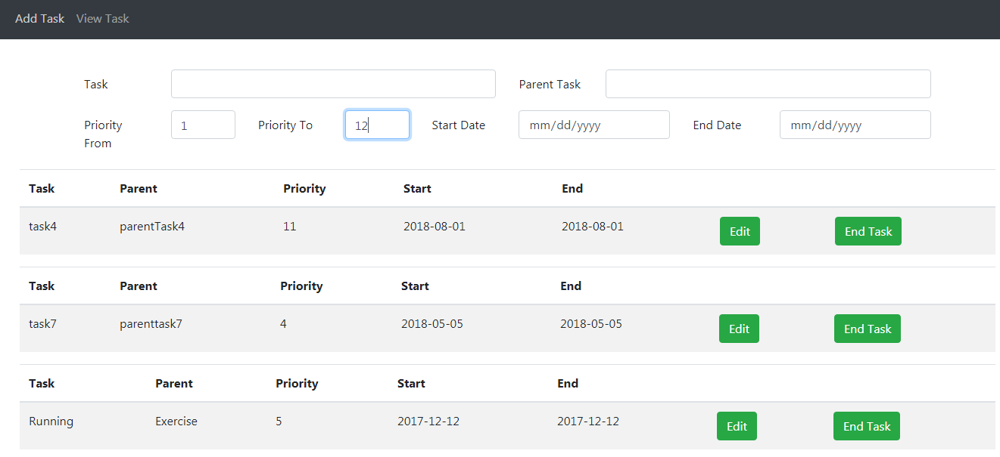 Add Task View Task
Task Parent Task
Priority From 1 Priority To 12 Start Date mm/dd/yyyy End Date mm/dd/yyyy
Task Parent Priority Start End
task4 parentTask4 11 2018-08-01 2018-08-01 Edit End Task
Task Parent Priority Start End
task7 parenttask7 4 2018-05-05 2018-05-05 Edit End Task
Task Parent Priority Start End
Running Exercise 5 2017-12-12 2017-12-12 Edit End Task